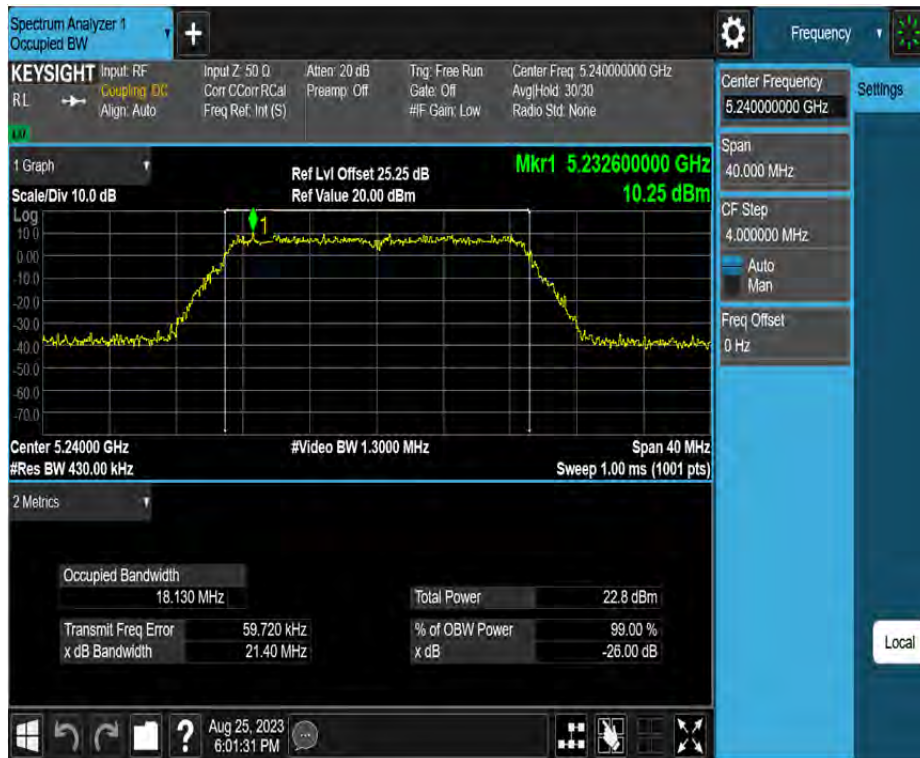 Spectrum Analyzer 1
Occupied BW
Frequency
KEYSIGHT
RL
Input: RF
Coupling: DC
Align: Auto
Input Z: 50 Ω
Corr CCorr RCal
Freq Ref: Int (S)
Atten: 20 dB
Preamp: Off
Trig: Free Run
Gate: Off
#IF Gain: Low
Center Freq: 5.240000000 GHz
Avg|Hold: 30/30
Radio Std: None
Center Frequency
5.240000000 GHz
Settings
Span
40.000 MHz
CF Step
4.000000 MHz
Auto
Man
Freq Offset
0 Hz
Local
1 Graph
Scale/Div 10.0 dB
Ref Lvl Offset 25.25 dB
Ref Value 20.00 dBm
Mkr1 5.232600000 GHz
10.25 dBm
Log
10.0
0.00
-10.0
-20.0
-30.0
-40.0
-50.0
-60.0
-70.0
1
Center 5.24000 GHz
#Video BW 1.3000 MHz
Span 40 MHz
#Res BW 430.00 kHz
Sweep 1.00 ms (1001 pts)
2 Metrics
Occupied Bandwidth
18.130 MHz
Total Power 22.8 dBm
Transmit Freq Error 59.720 kHz
% of OBW Power 99.00 %
x dB Bandwidth 21.40 MHz
x dB -26.00 dB
?
Aug 25, 2023
6:01:31 PM